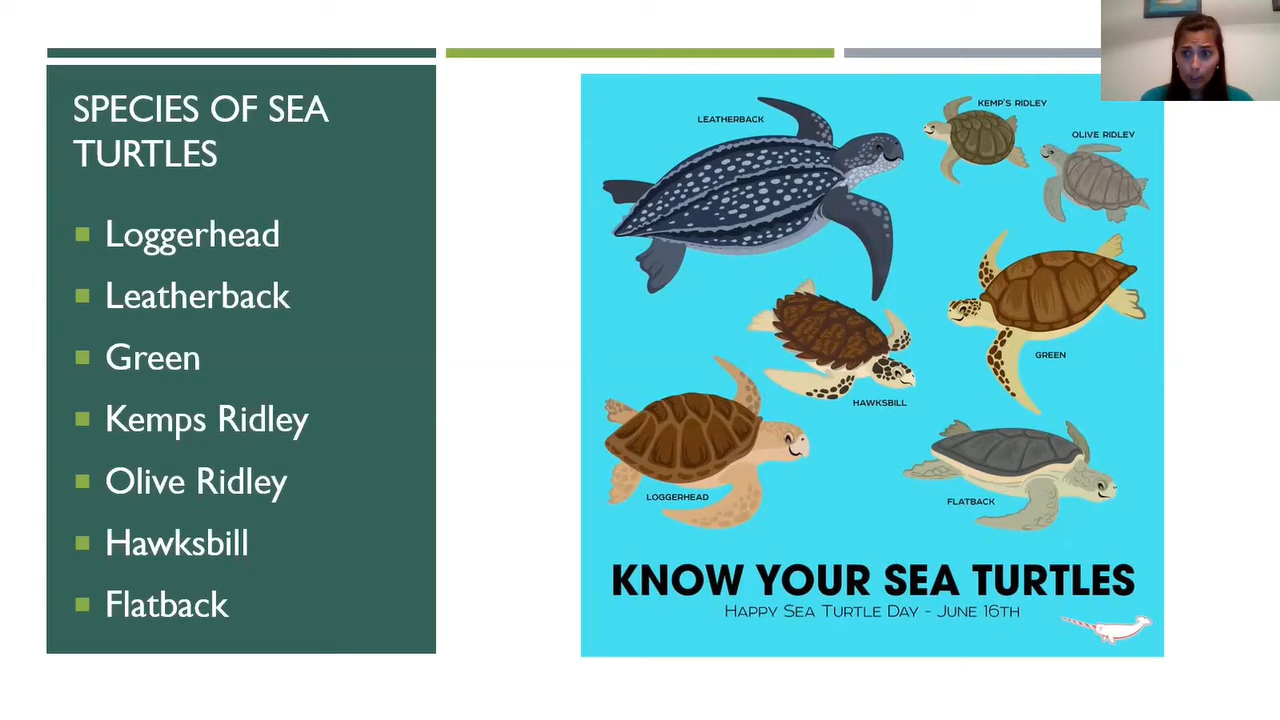 SPECIES OF SEA
TURTLES
Loggerhead
Leatherback
Green
Kemps Ridley
Olive Ridley
Hawksbill
Flatback
LEATHERBACK
KEMP'S RIDLEY
OLIVE RIDLEY
GREEN
HAWKSBILL
LOGGERHEAD
FLATBACK
KNOW YOUR SEA TURTLES
HAPPY SEA TURTLE DAY - JUNE 16TH